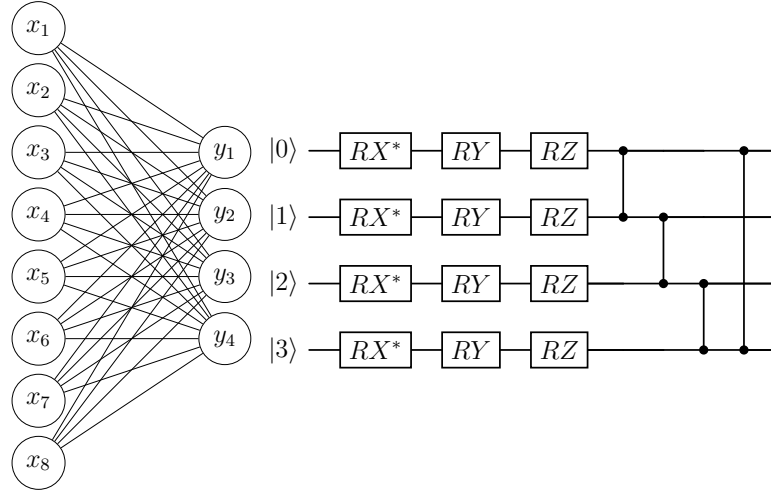 x₁
x₂
x₃
x₄
x₅
x₆
x₇
x₈
y₁
y₂
y₃
y₄
|0⟩ RX* RY RZ
|1⟩ RX* RY RZ
|2⟩ RX* RY RZ
|3⟩ RX* RY RZ